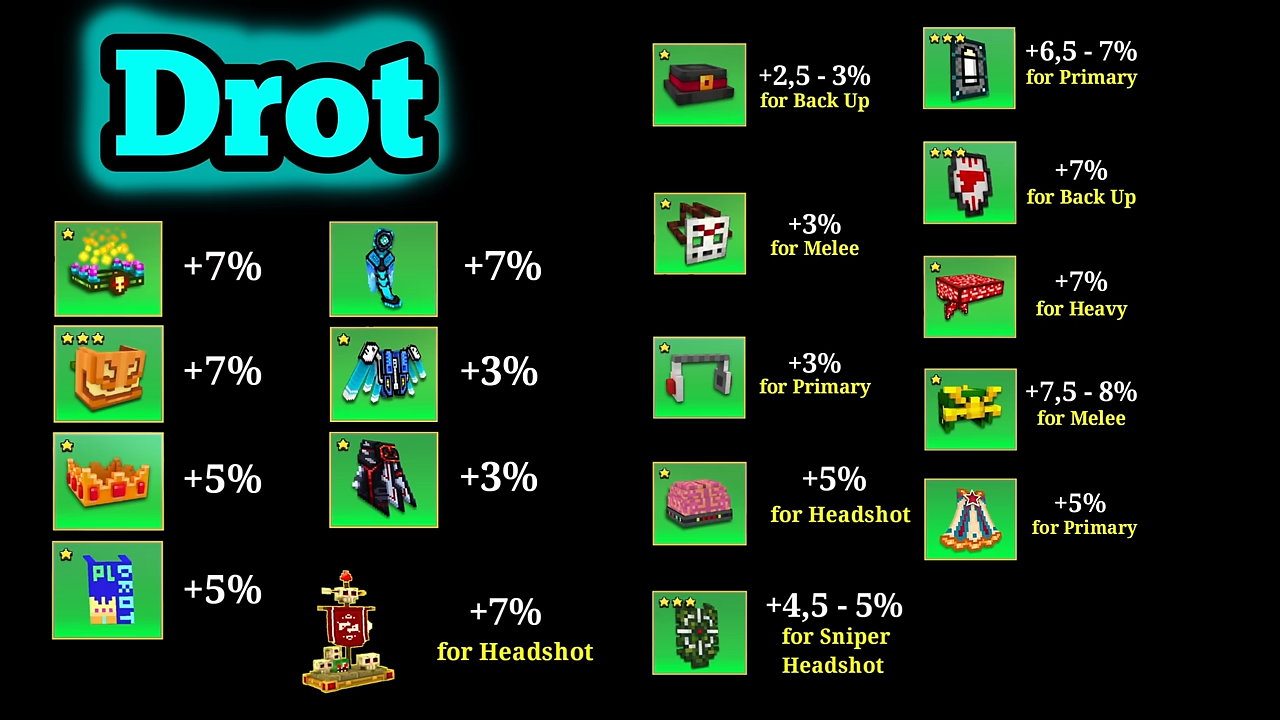 Drot
+7%
+7%
+5%
PI
DROT
+5%
+7%
+3%
+3%
+7%
for Headshot
+2,5 - 3%
for Back Up
+3%
for Melee
+3%
for Primary
+5%
for Headshot
+4,5 - 5%
for Sniper
Headshot
+6,5 - 7%
for Primary
+7%
for Back Up
+7%
for Heavy
+7,5 - 8%
for Melee
+5%
for Primary